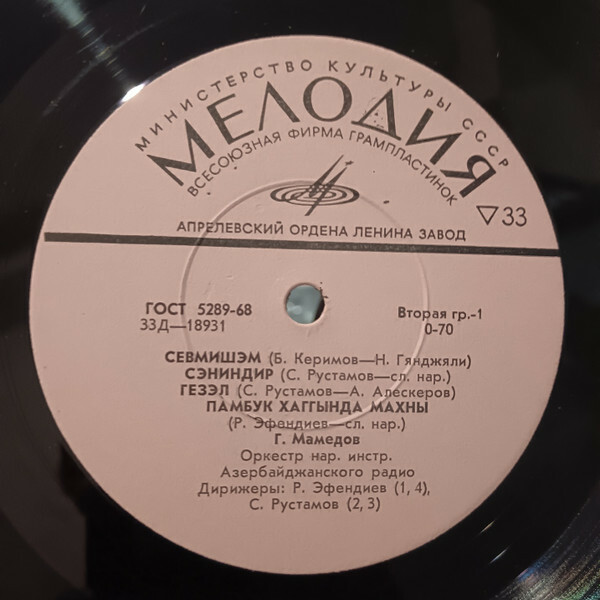 МИНИСТЕРСТВО КУЛЬТУРЫ СССР
МЕЛОДИЯ
ВСЕСОЮЗНАЯ ФИРМА ГРАМПЛАСТИНОК
▽33
АПРЕЛЕВСКИЙ ОРДЕНА ЛЕНИНА ЗАВОД
ГОСТ 5289-68
33Д—18931
Вторая гр.-1
0-70
СЕВМИШЭМ (Б. Керимов—Н. Гянджяли)
СЭНИНДИР (С. Рустамов—сл. нар.)
ГЕЗЭЛ (С. Рустамов—А. Алескеров)
ПАМБУК ХАГГЫНДА МАХНЫ
(Р. Эфендиев—сл. нар.)
Г. Мамедов
Оркестр нар. инстр.
Азербайджанского радио
Дирижеры: Р. Эфендиев (1, 4),
С. Рустамов (2, 3)